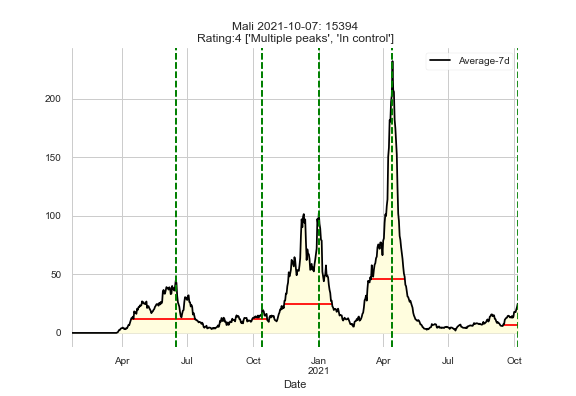 Mali 2021-10-07: 15394
Rating:4 ['Multiple peaks', 'In control']
Average-7d
200
150
100
50
0
Apr
Jul
Oct
Jan
2021
Apr
Jul
Oct
Date